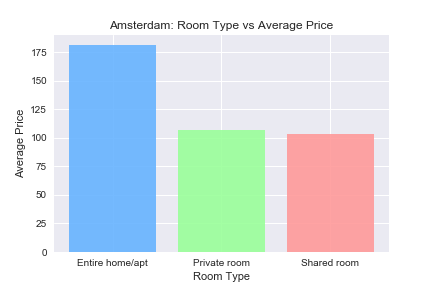 Amsterdam: Room Type vs Average Price
175
150
125
100
75
50
25
0
Average Price
Entire home/apt Private room Shared room
Room Type